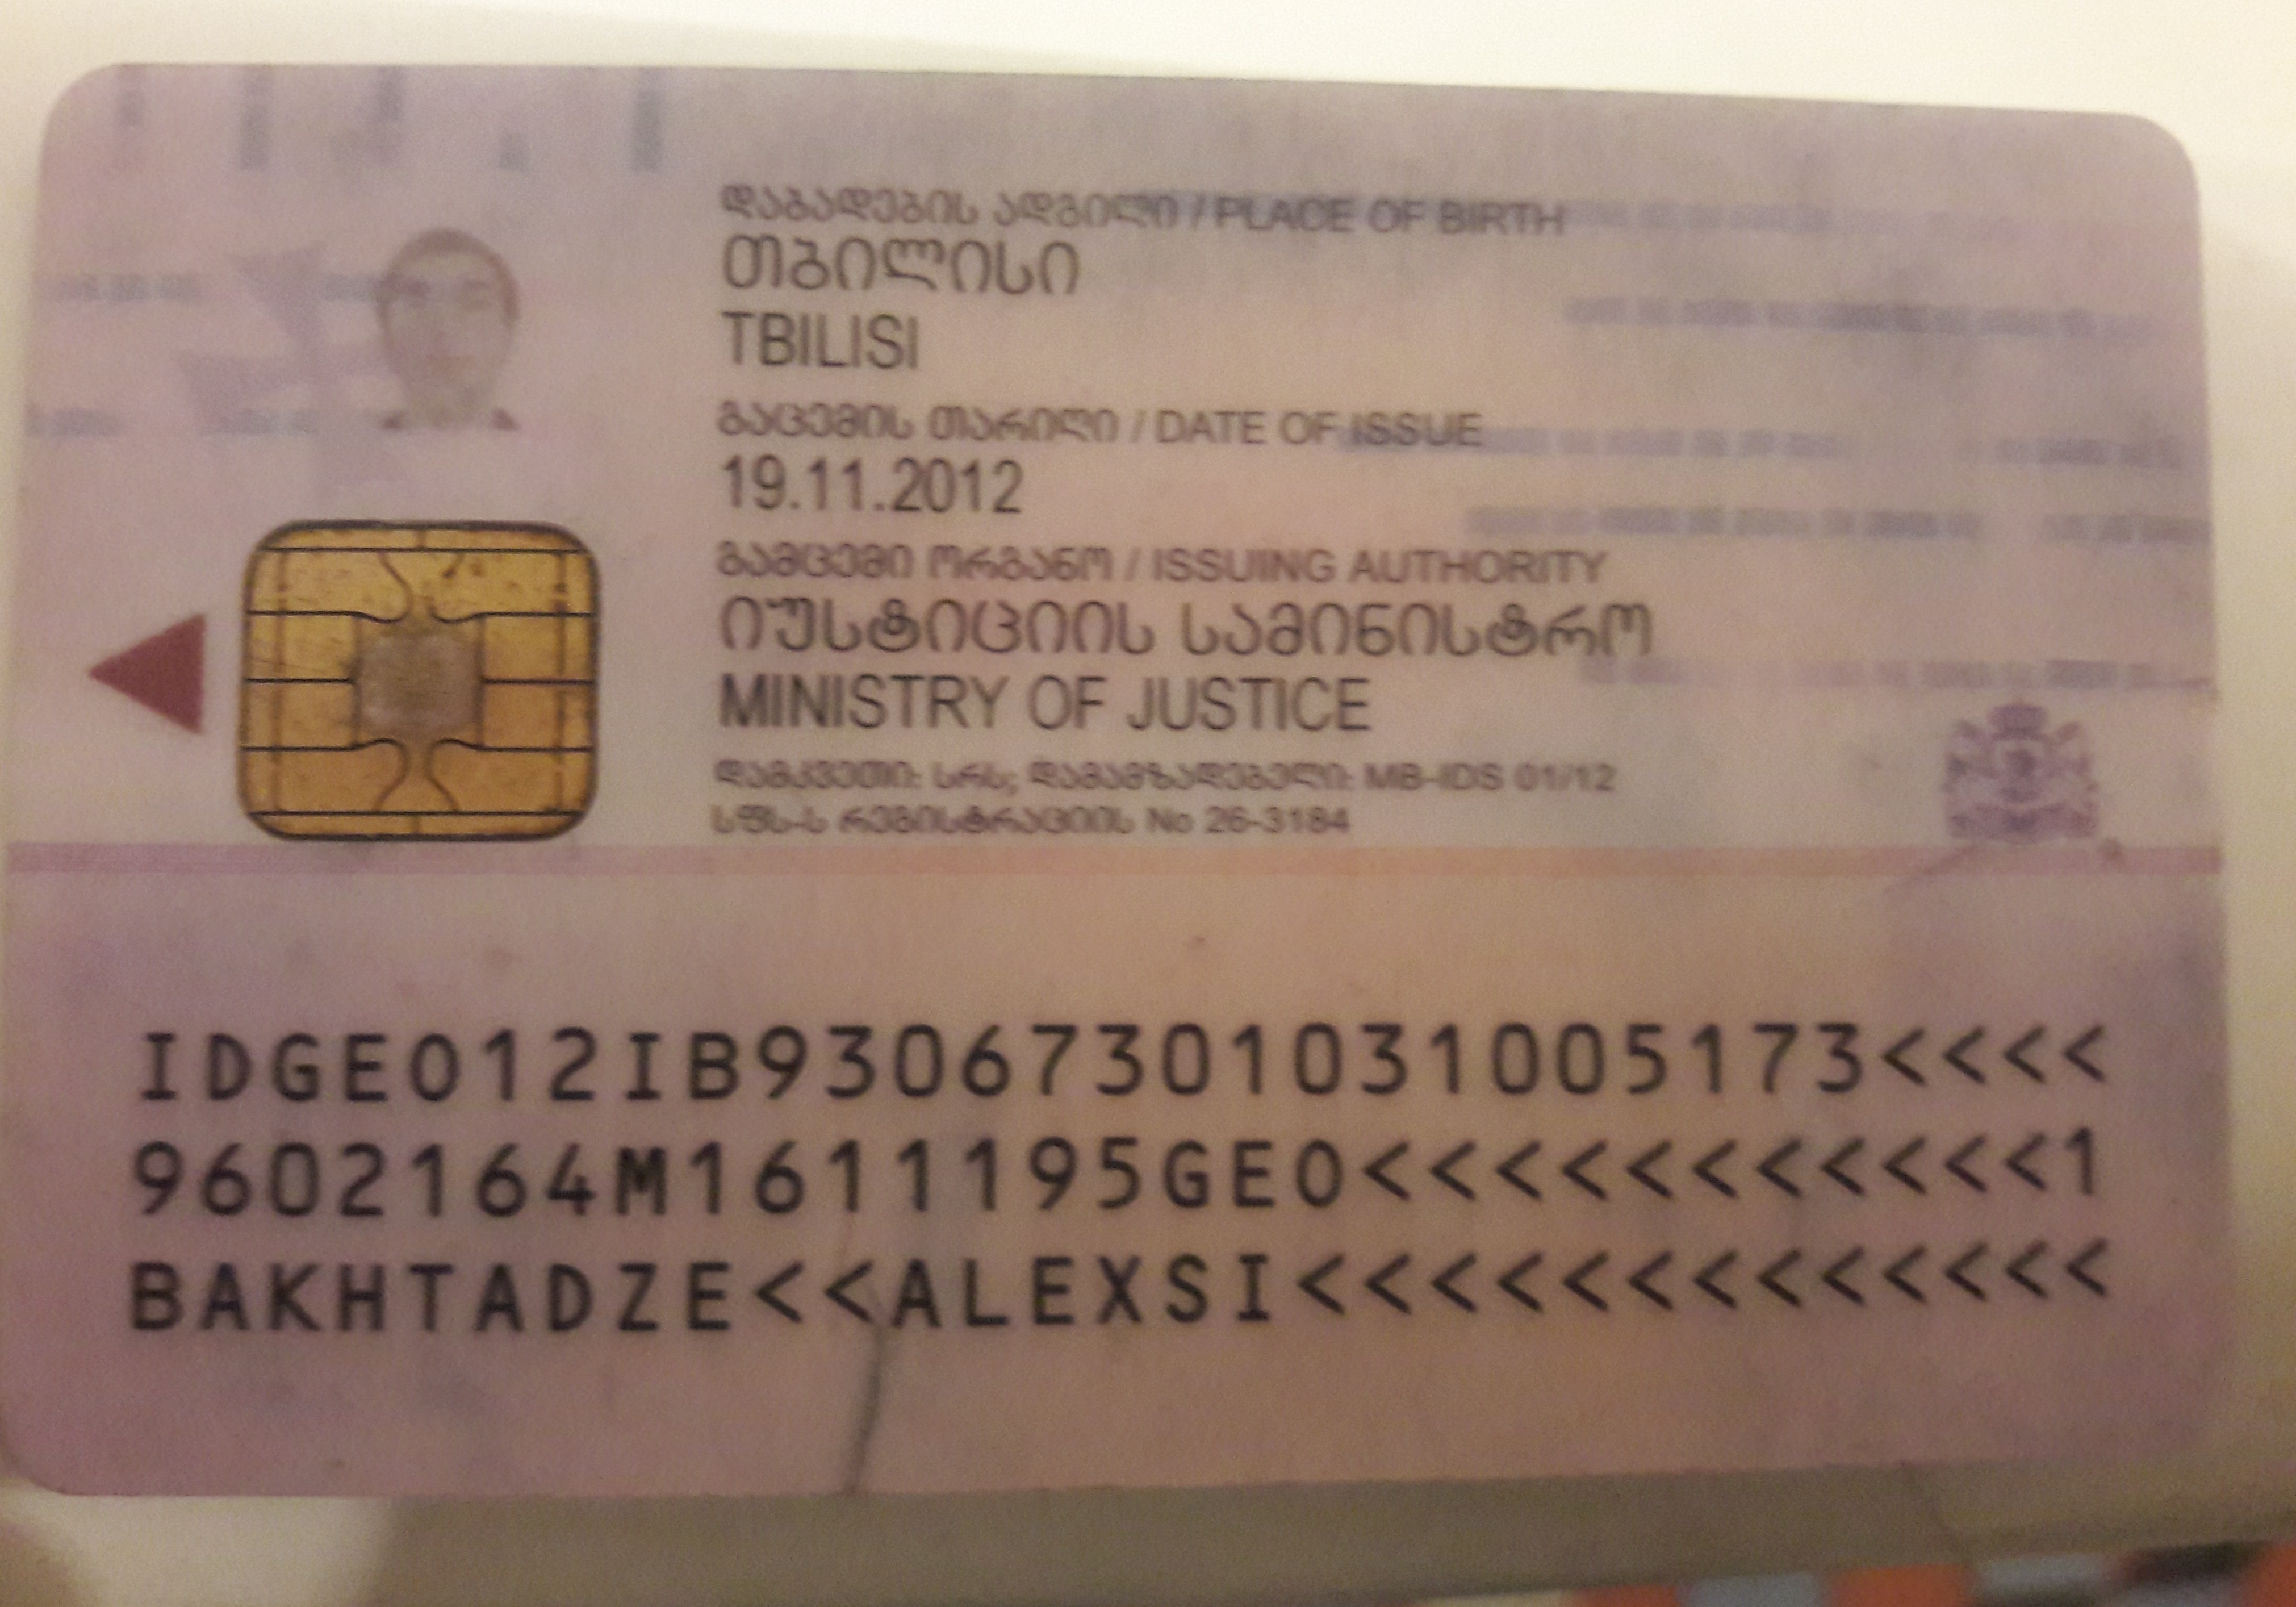 დაბადების ადგილი / PLACE OF BIRTH
თბილისი
TBILISI
გაცემის თარიღი / DATE OF ISSUE
19.11.2012
გამცემი ორგანო / ISSUING AUTHORITY
იუსტიციის სამინისტრო
MINISTRY OF JUSTICE
დამკვეთი: სრს; დამამზადებელი: MB-IDS 01/12
სფს-ს რეგისტრაციის No 26-3184
IDGEO12IB93067301031005173<<<<
9602164M1611195GEO<<<<<<<<<<<1
BAKHTADZE<<ALEXSI<<<<<<<<<<<<<